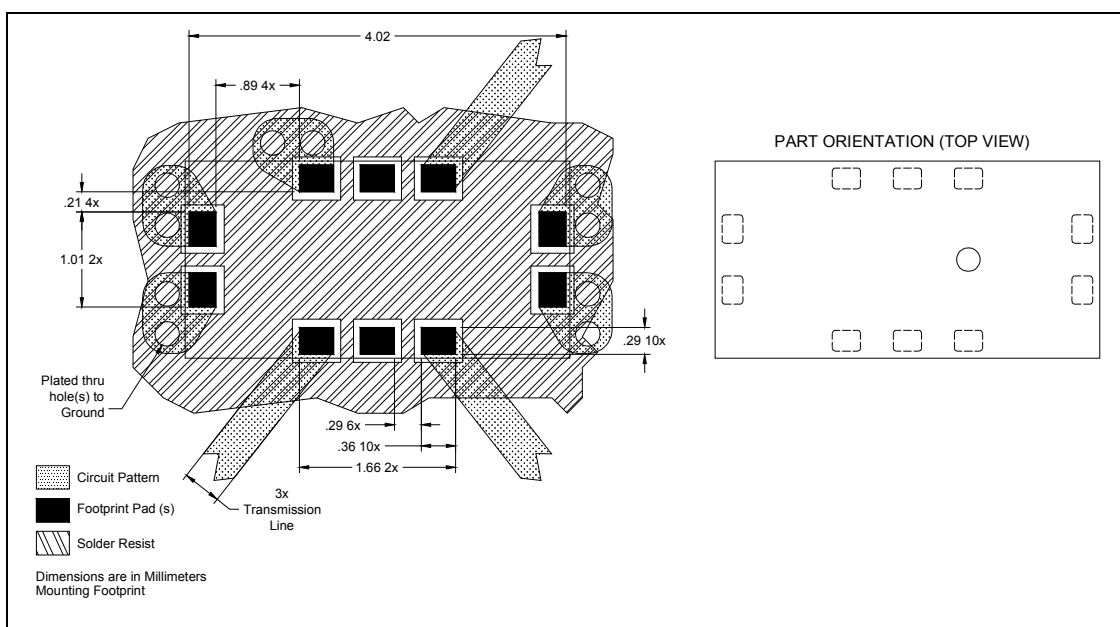 4.02
.89 4x
PART ORIENTATION (TOP VIEW)
.21 4x
1.01 2x
.29 10x
Plated thru
hole(s) to
Ground
.29 6x
.36 10x
1.66 2x
Circuit Pattern
3x
Transmission
Line
Footprint Pad (s)
Solder Resist
Dimensions are in Millimeters
Mounting Footprint